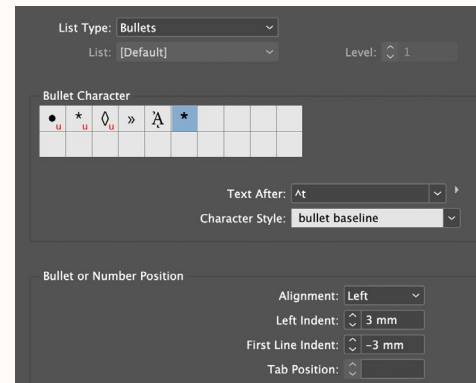 List Type: Bullets
List: [Default] Level: 1
Bullet Character
•u *u ◊u » ᾌ *
Text After: ^t
Character Style: bullet baseline
Bullet or Number Position
Alignment: Left
Left Indent: 3 mm
First Line Indent: -3 mm
Tab Position: